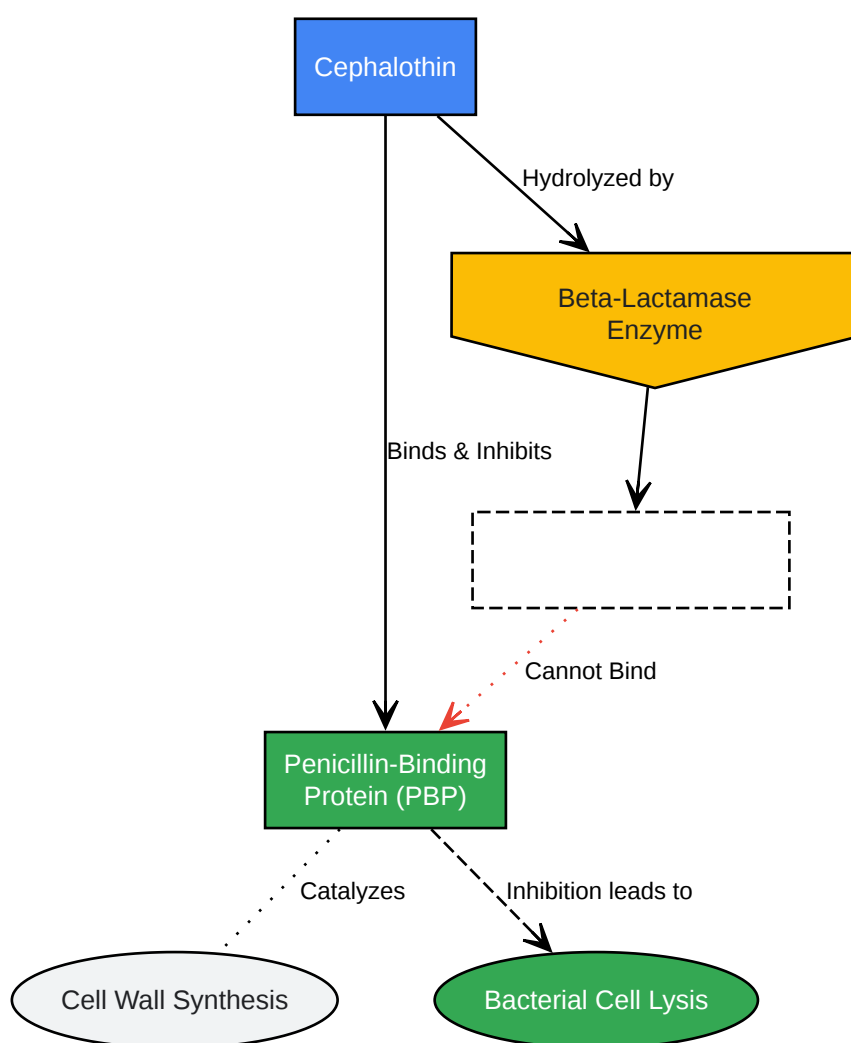 Cephalothin
Hydrolyzed by
Beta-Lactamase
Enzyme
Binds & Inhibits
Cannot Bind
Penicillin-Binding
Protein (PBP)
Catalyzes
Inhibition leads to
Cell Wall Synthesis
Bacterial Cell Lysis